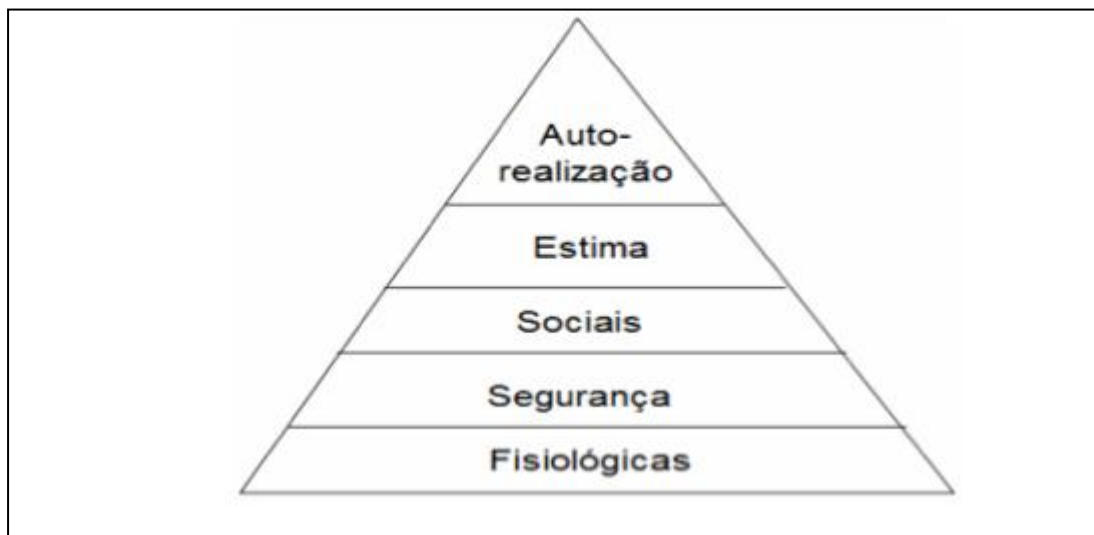 Auto-
realização
Estima
Sociais
Segurança
Fisiológicas